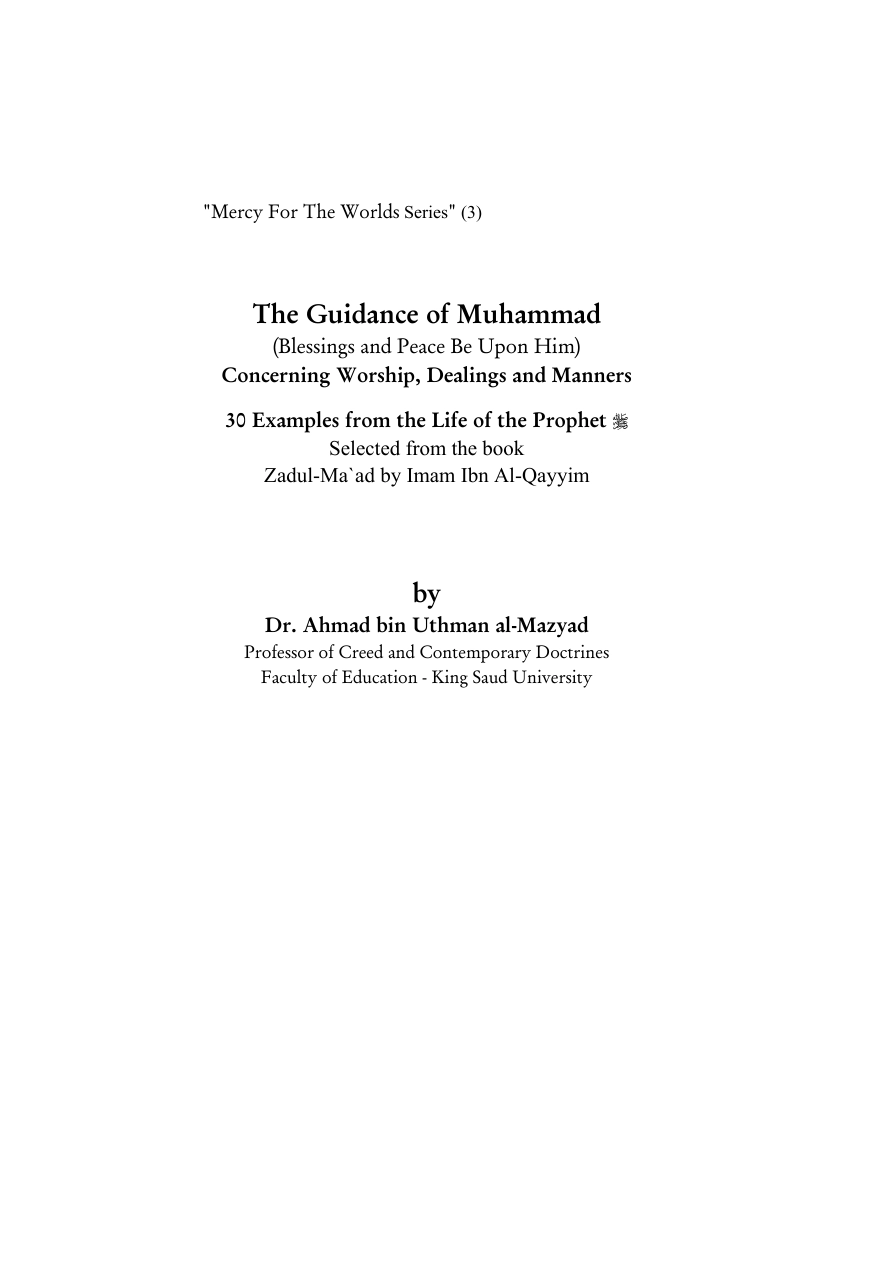 "Mercy For The Worlds Series" (3)
The Guidance of Muhammad
(Blessings and Peace Be Upon Him)
Concerning Worship, Dealings and Manners
30 Examples from the Life of the Prophet ﷺ
Selected from the book
Zadul-Ma`ad by Imam Ibn Al-Qayyim
by
Dr. Ahmad bin Uthman al-Mazyad
Professor of Creed and Contemporary Doctrines
Faculty of Education - King Saud University